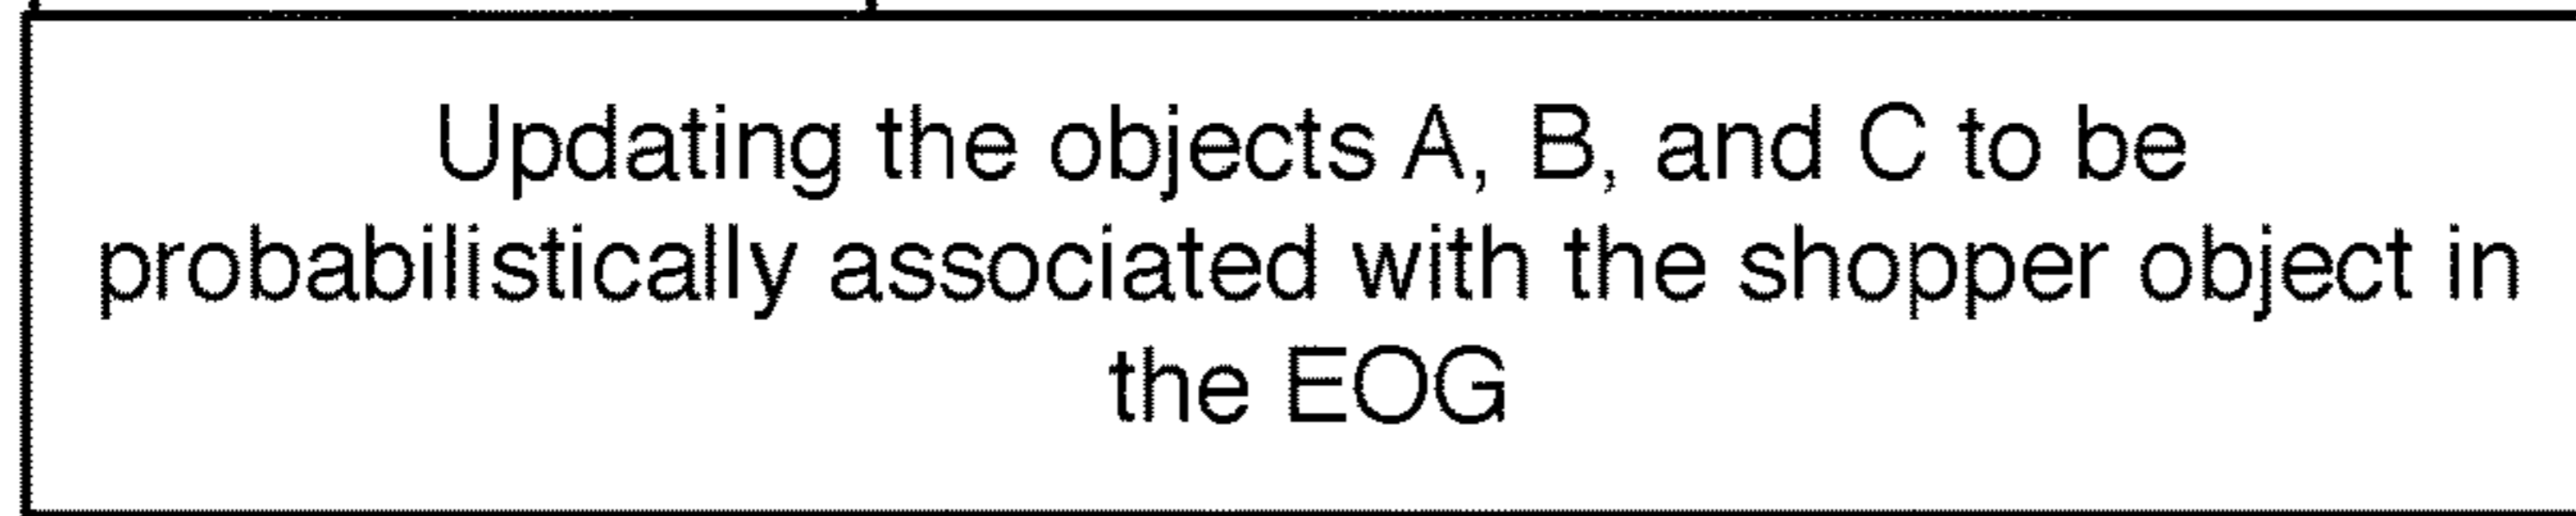 Updating the objects A, B, and C to be
probabilistically associated with the shopper object in
the EOG